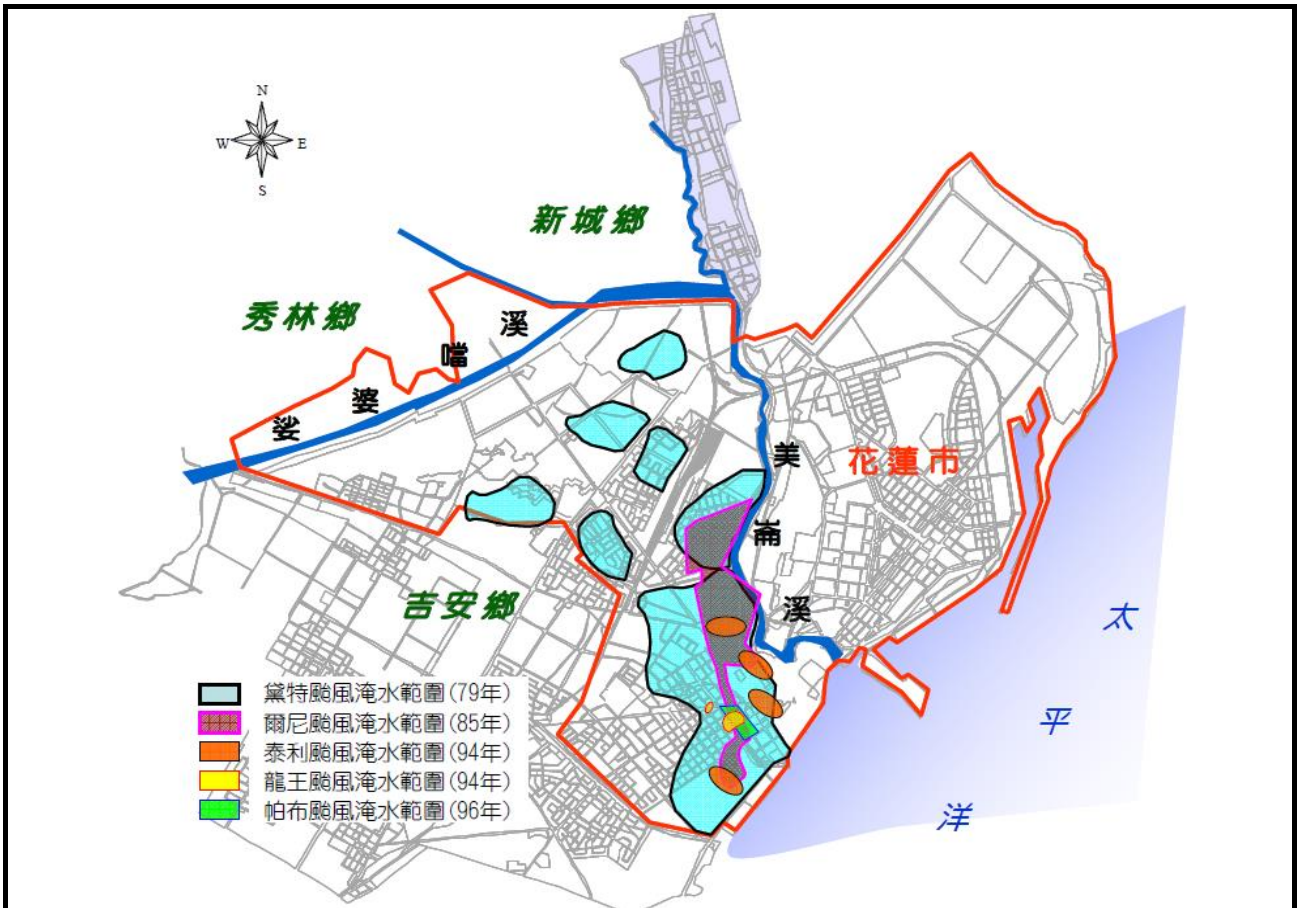 N
W E
S
新城鄉
秀林鄉
娑婆噹溪
美崙溪
花蓮市
吉安鄉
太平洋
黛特颱風淹水範圍(79年)
爾尼颱風淹水範圍(85年)
泰利颱風淹水範圍(94年)
龍王颱風淹水範圍(94年)
帕布颱風淹水範圍(96年)